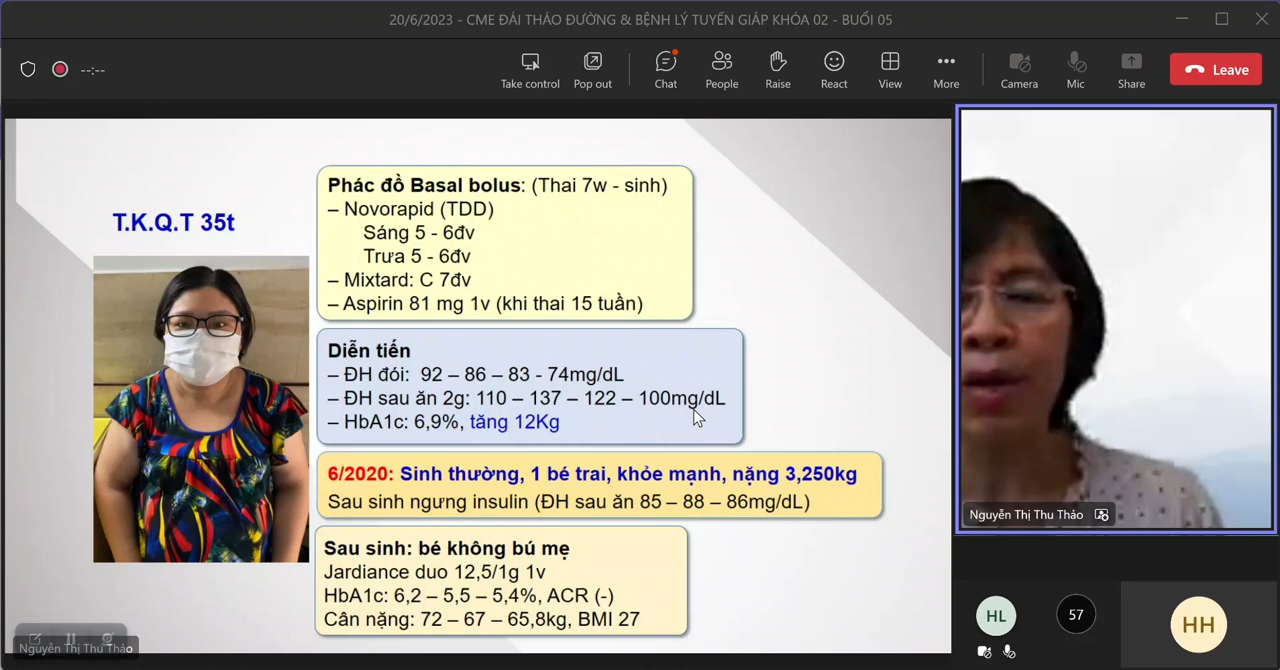 20/6/2023 - CME ĐÁI THÁO ĐƯỜNG & BỆNH LÝ TUYẾN GIÁP KHÓA 02 - BUỔI 05
--:--
Take control
Pop out
Chat
People
Raise
React
View
More
Camera
Mic
Share
Leave
T.K.Q.T 35t
Phác đồ Basal bolus: (Thai 7w - sinh)
– Novorapid (TDD)
Sáng 5 - 6đv
Trưa 5 - 6đv
– Mixtard: C 7đv
– Aspirin 81 mg 1v (khi thai 15 tuần)
Diễn tiến
– ĐH đói: 92 – 86 – 83 - 74mg/dL
– ĐH sau ăn 2g: 110 – 137 – 122 – 100mg/dL
– HbA1c: 6,9%, tăng 12Kg
6/2020: Sinh thường, 1 bé trai, khỏe mạnh, nặng 3,250kg
Sau sinh ngưng insulin (ĐH sau ăn 85 – 88 – 86mg/dL)
Sau sinh: bé không bú mẹ
Jardiance duo 12,5/1g 1v
HbA1c: 6,2 – 5,5 – 5,4%, ACR (-)
Cân nặng: 72 – 67 – 65,8kg, BMI 27
Nguyễn Thị Thu Thảo
Nguyễn Thị Thu Thảo
HL
57
HH